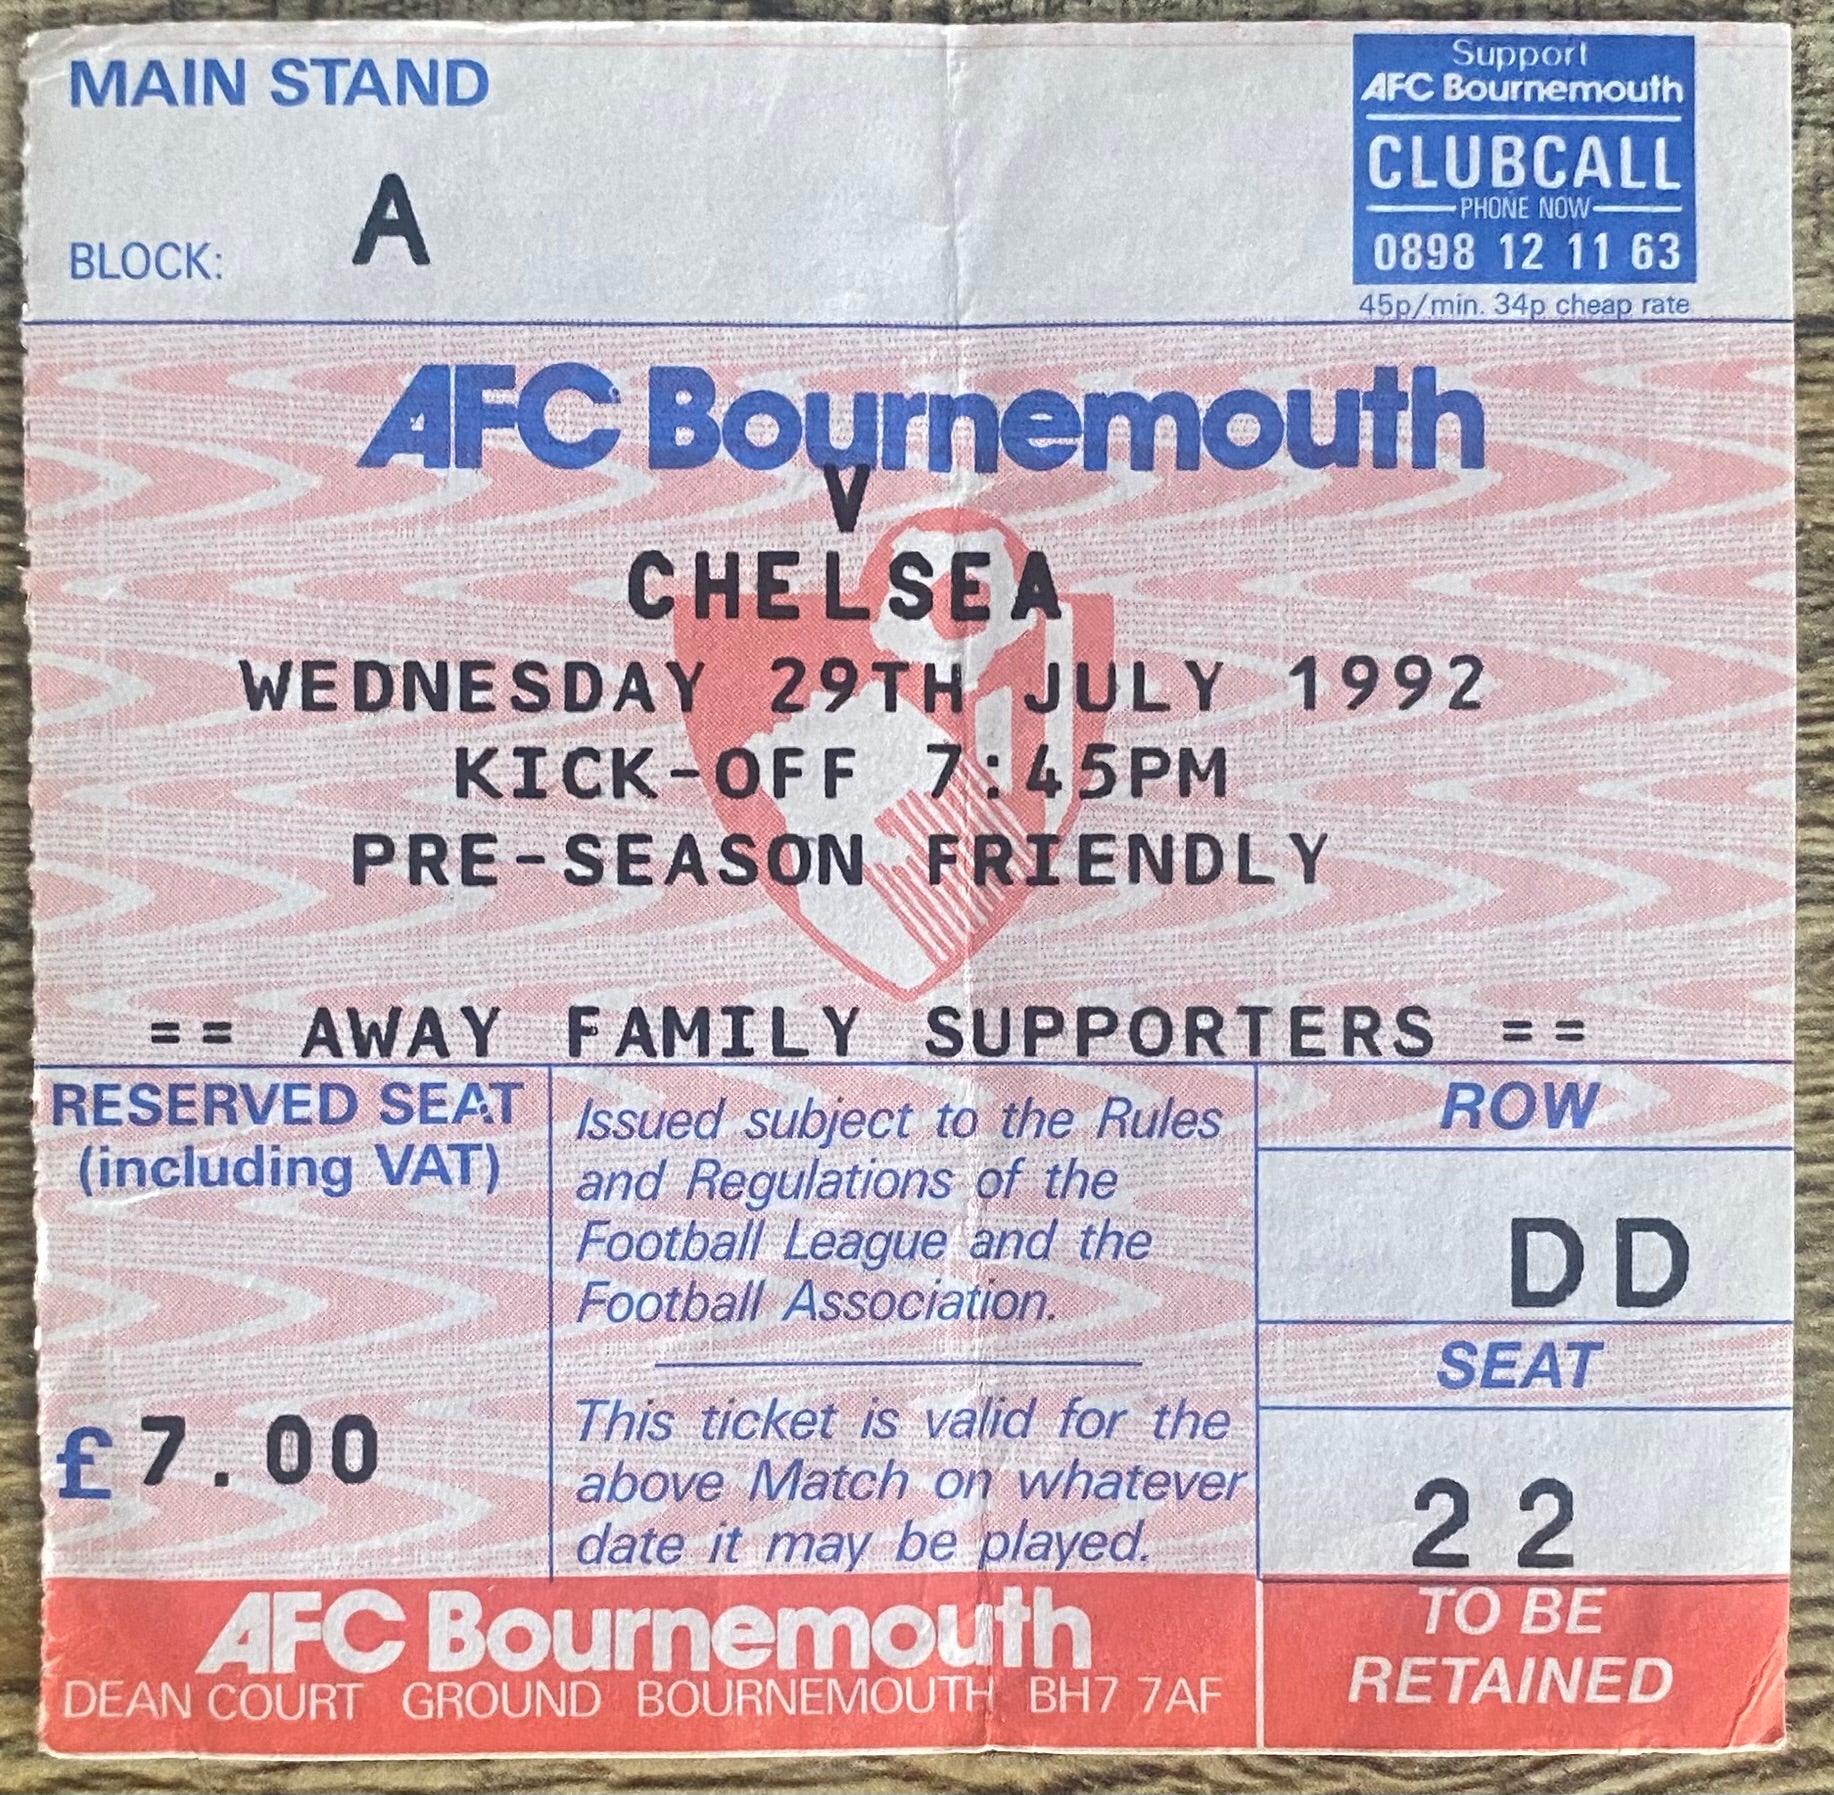 MAIN STAND
BLOCK: A
Support
AFC Bournemouth
CLUBCALL
PHONE NOW
0898 12 11 63
45p/min. 34p cheap rate
AFC Bournemouth
V
CHELSEA
WEDNESDAY 29TH JULY 1992
KICK-OFF 7:45PM
PRE-SEASON FRIENDLY
== AWAY FAMILY SUPPORTERS ==
RESERVED SEAT
(including VAT)
£7.00
Issued subject to the Rules
and Regulations of the
Football League and the
Football Association.
This ticket is valid for the
above Match on whatever
date it may be played.
ROW
DD
SEAT
22
AFC Bournemouth
DEAN COURT GROUND BOURNEMOUTH BH7 7AF
TO BE
RETAINED